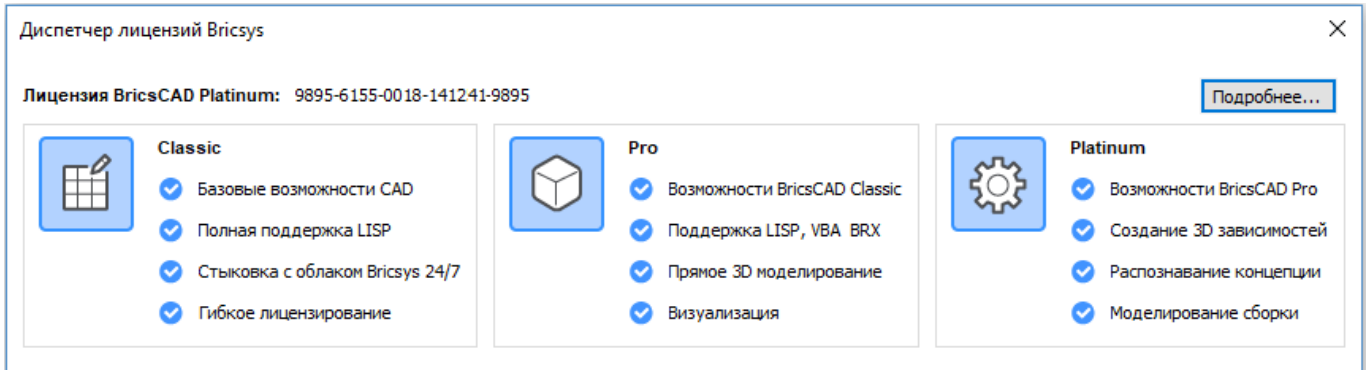 Диспетчер лицензий Bricsys
Лицензия BricsCAD Platinum: 9895-6155-0018-141241-9895
Подробнее...
Classic
Базовые возможности CAD
Полная поддержка LISP
Стыковка с облаком Bricsys 24/7
Гибкое лицензирование
Pro
Возможности BricsCAD Classic
Поддержка LISP, VBA BRX
Прямое 3D моделирование
Визуализация
Platinum
Возможности BricsCAD Pro
Создание 3D зависимостей
Распознавание концепции
Моделирование сборки